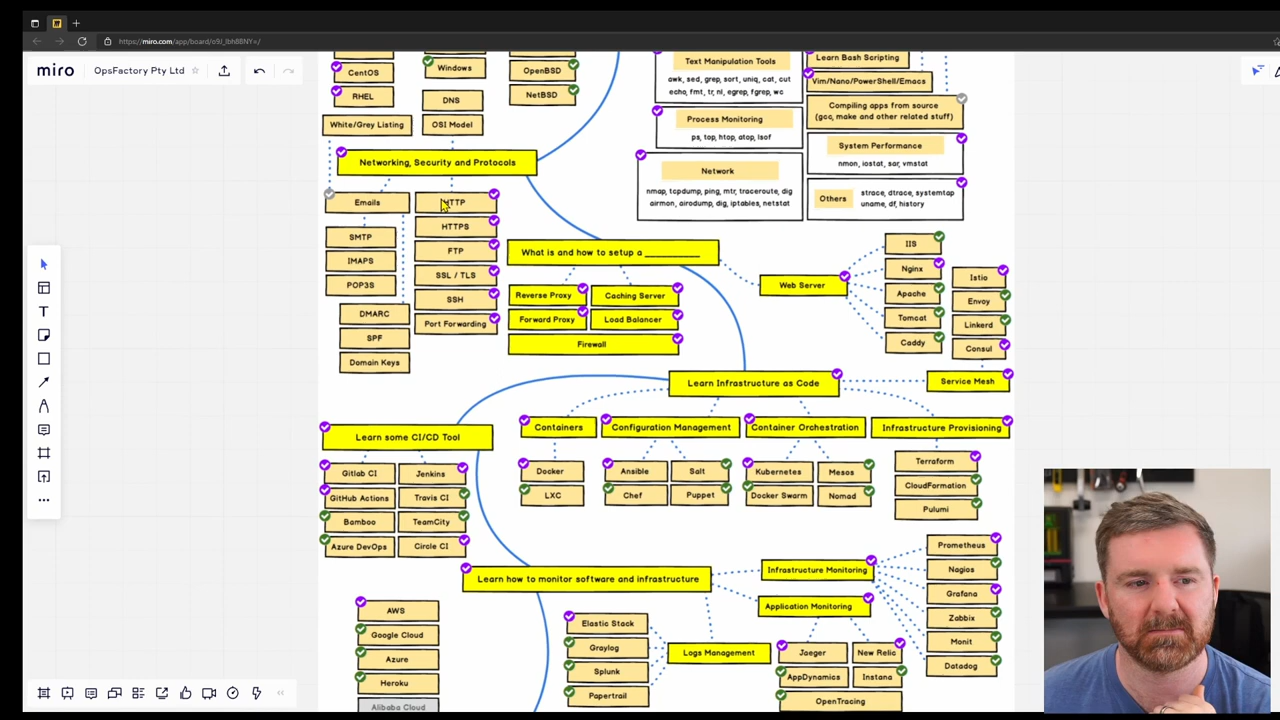 https://miro.com/app/board/o9J_lbh8BNY=/
miro
OpsFactory Pty Ltd
CentOS
RHEL
White/Grey Listing
Windows
DNS
OSI Model
OpenBSD
NetBSD
Text Manipulation Tools
awk, sed, grep, sort, uniq, cat, cut
echo, fmt, tr, nl, egrep, fgrep, wc
Process Monitoring
ps, top, htop, atop, lsof
Network
nmap, tcpdump, ping, mtr, traceroute, dig
airmon, airodump, dig, iptables, netstat
Learn Bash Scripting
Vim/Nano/PowerShell/Emacs
Compiling apps from source
(gcc, make and other related stuff)
System Performance
nmon, iostat, sar, vmstat
Others
strace, dtrace, systemtap
uname, df, history
Networking, Security and Protocols
Emails
SMTP
IMAPS
POP3S
DMARC
SPF
Domain Keys
HTTP
HTTPS
FTP
SSL / TLS
SSH
Port Forwarding
What is and how to setup a ___________
Reverse Proxy
Caching Server
Forward Proxy
Load Balancer
Firewall
Web Server
IIS
Nginx
Apache
Tomcat
Caddy
Istio
Envoy
Linkerd
Consul
Service Mesh
Learn Infrastructure as Code
Containers
Docker
LXC
Configuration Management
Ansible
Salt
Chef
Puppet
Container Orchestration
Kubernetes
Mesos
Docker Swarm
Nomad
Infrastructure Provisioning
Terraform
CloudFormation
Pulumi
Learn some CI/CD Tool
Gitlab CI
Jenkins
GitHub Actions
Travis CI
Bamboo
TeamCity
Azure DevOps
Circle CI
Learn how to monitor software and infrastructure
Infrastructure Monitoring
Application Monitoring
Prometheus
Nagios
Grafana
Zabbix
Monit
Datadog
Logs Management
Elastic Stack
Graylog
Splunk
Papertrail
Jaeger
New Relic
AppDynamics
Instana
OpenTracing
AWS
Google Cloud
Azure
Heroku
Alibaba Cloud